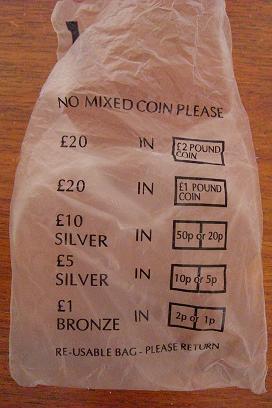 NO MIXED COIN PLEASE
£20 IN £2 POUND COIN
£20 IN £1 POUND COIN
£10 SILVER IN 50p or 20p
£5 SILVER IN 10p or 5p
£1 BRONZE IN 2p or 1p
RE-USABLE BAG - PLEASE RETURN